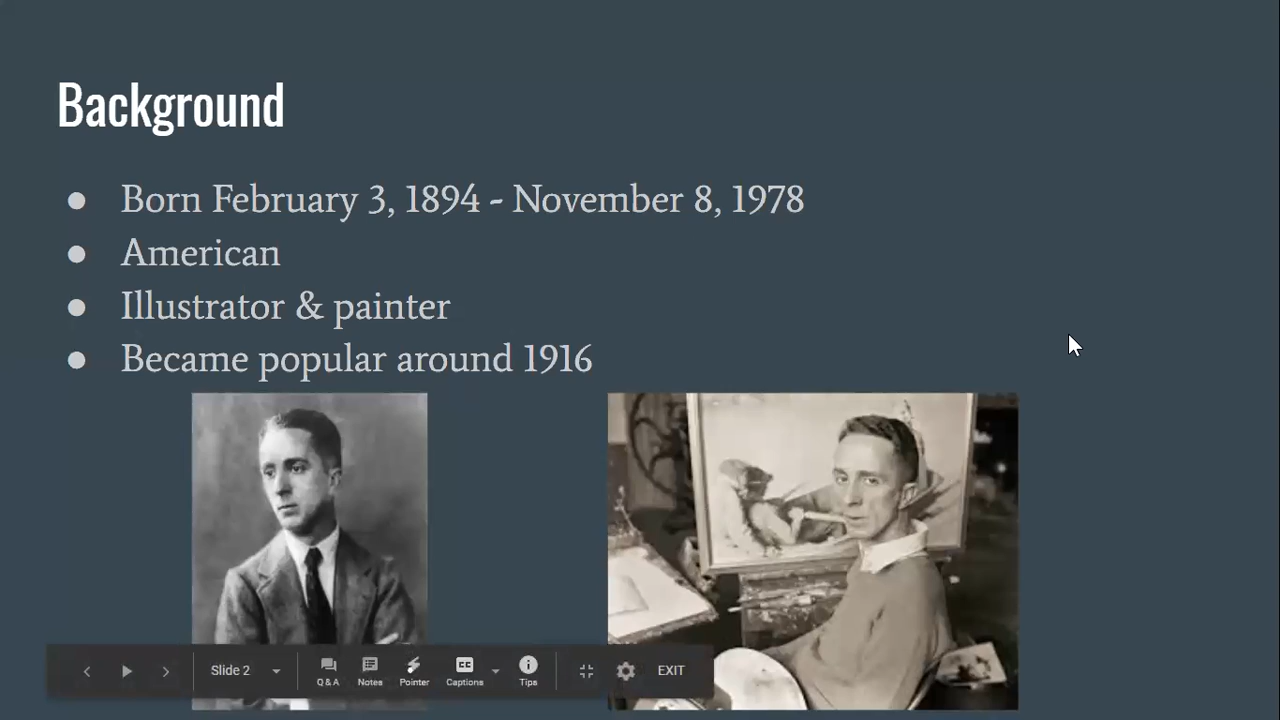 Background
Born February 3, 1894 - November 8, 1978
American
Illustrator & painter
Became popular around 1916
Slide 2
Q & A
Notes
Pointer
CC
Captions
Tips
EXIT